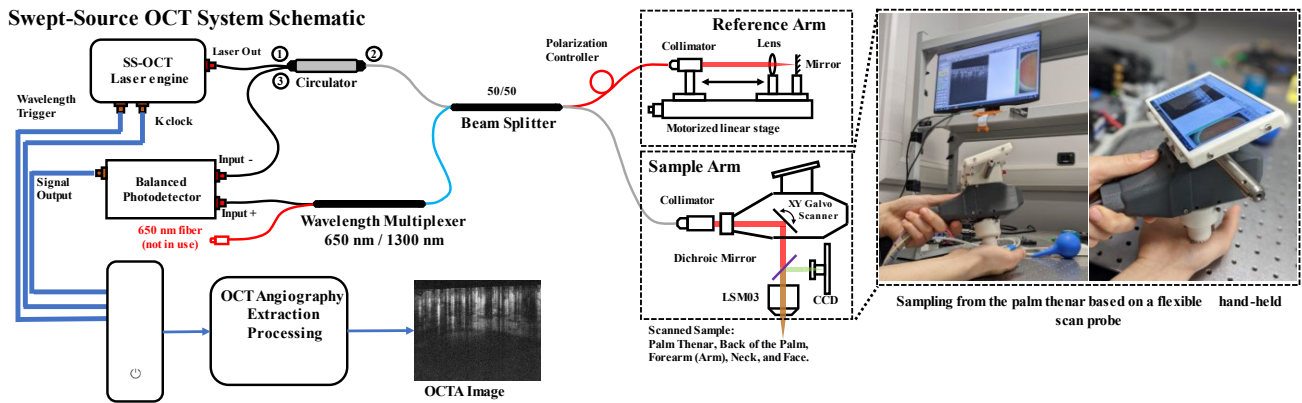 Swept-Source OCT System Schematic
SS-OCT
Laser engine
Laser Out
①
②
③
Circulator
Wavelength
Trigger
K clock
Signal
Output
Balanced
Photodetector
Input -
Input +
650 nm fiber
(not in use)
Wavelength Multiplexer
650 nm / 1300 nm
50/50
Beam Splitter
Polarization
Controller
Reference Arm
Collimator
Lens
Mirror
Motorized linear stage
Sample Arm
Collimator
XY Galvo
Scanner
Dichroic Mirror
LSM03
CCD
Scanned Sample:
Palm Thenar, Back of the Palm,
Forearm (Arm), Neck, and Face.
OCT Angiography
Extraction
Processing
OCTA Image
Sampling from the palm thenar based on a flexible hand-held
scan probe